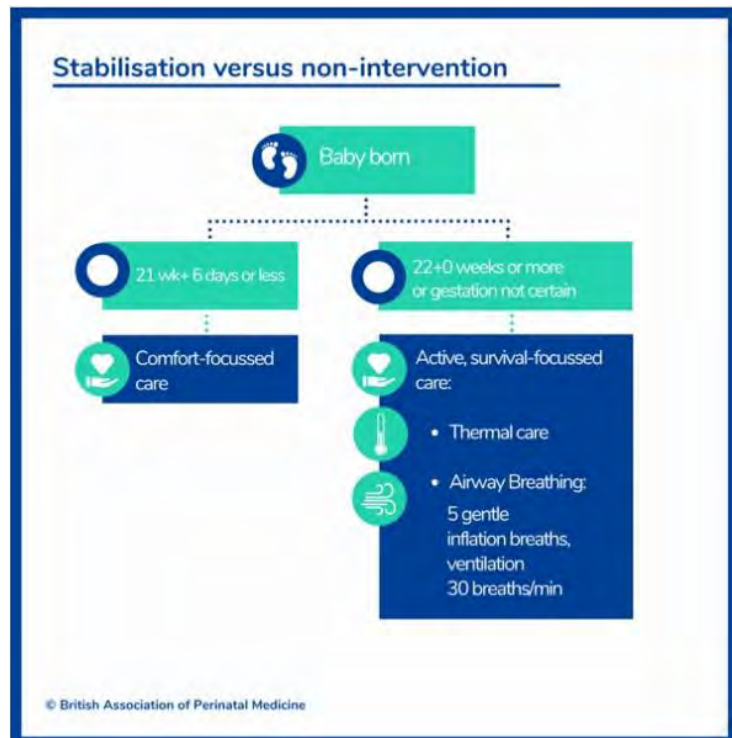 Stabilisation versus non-intervention
Baby born
21 wk+ 6 days or less
22+0 weeks or more
or gestation not certain
Comfort-focussed
care
Active, survival-focussed
care:
• Thermal care
• Airway Breathing:
5 gentle
inflation breaths,
ventilation
30 breaths/min
© British Association of Perinatal Medicine